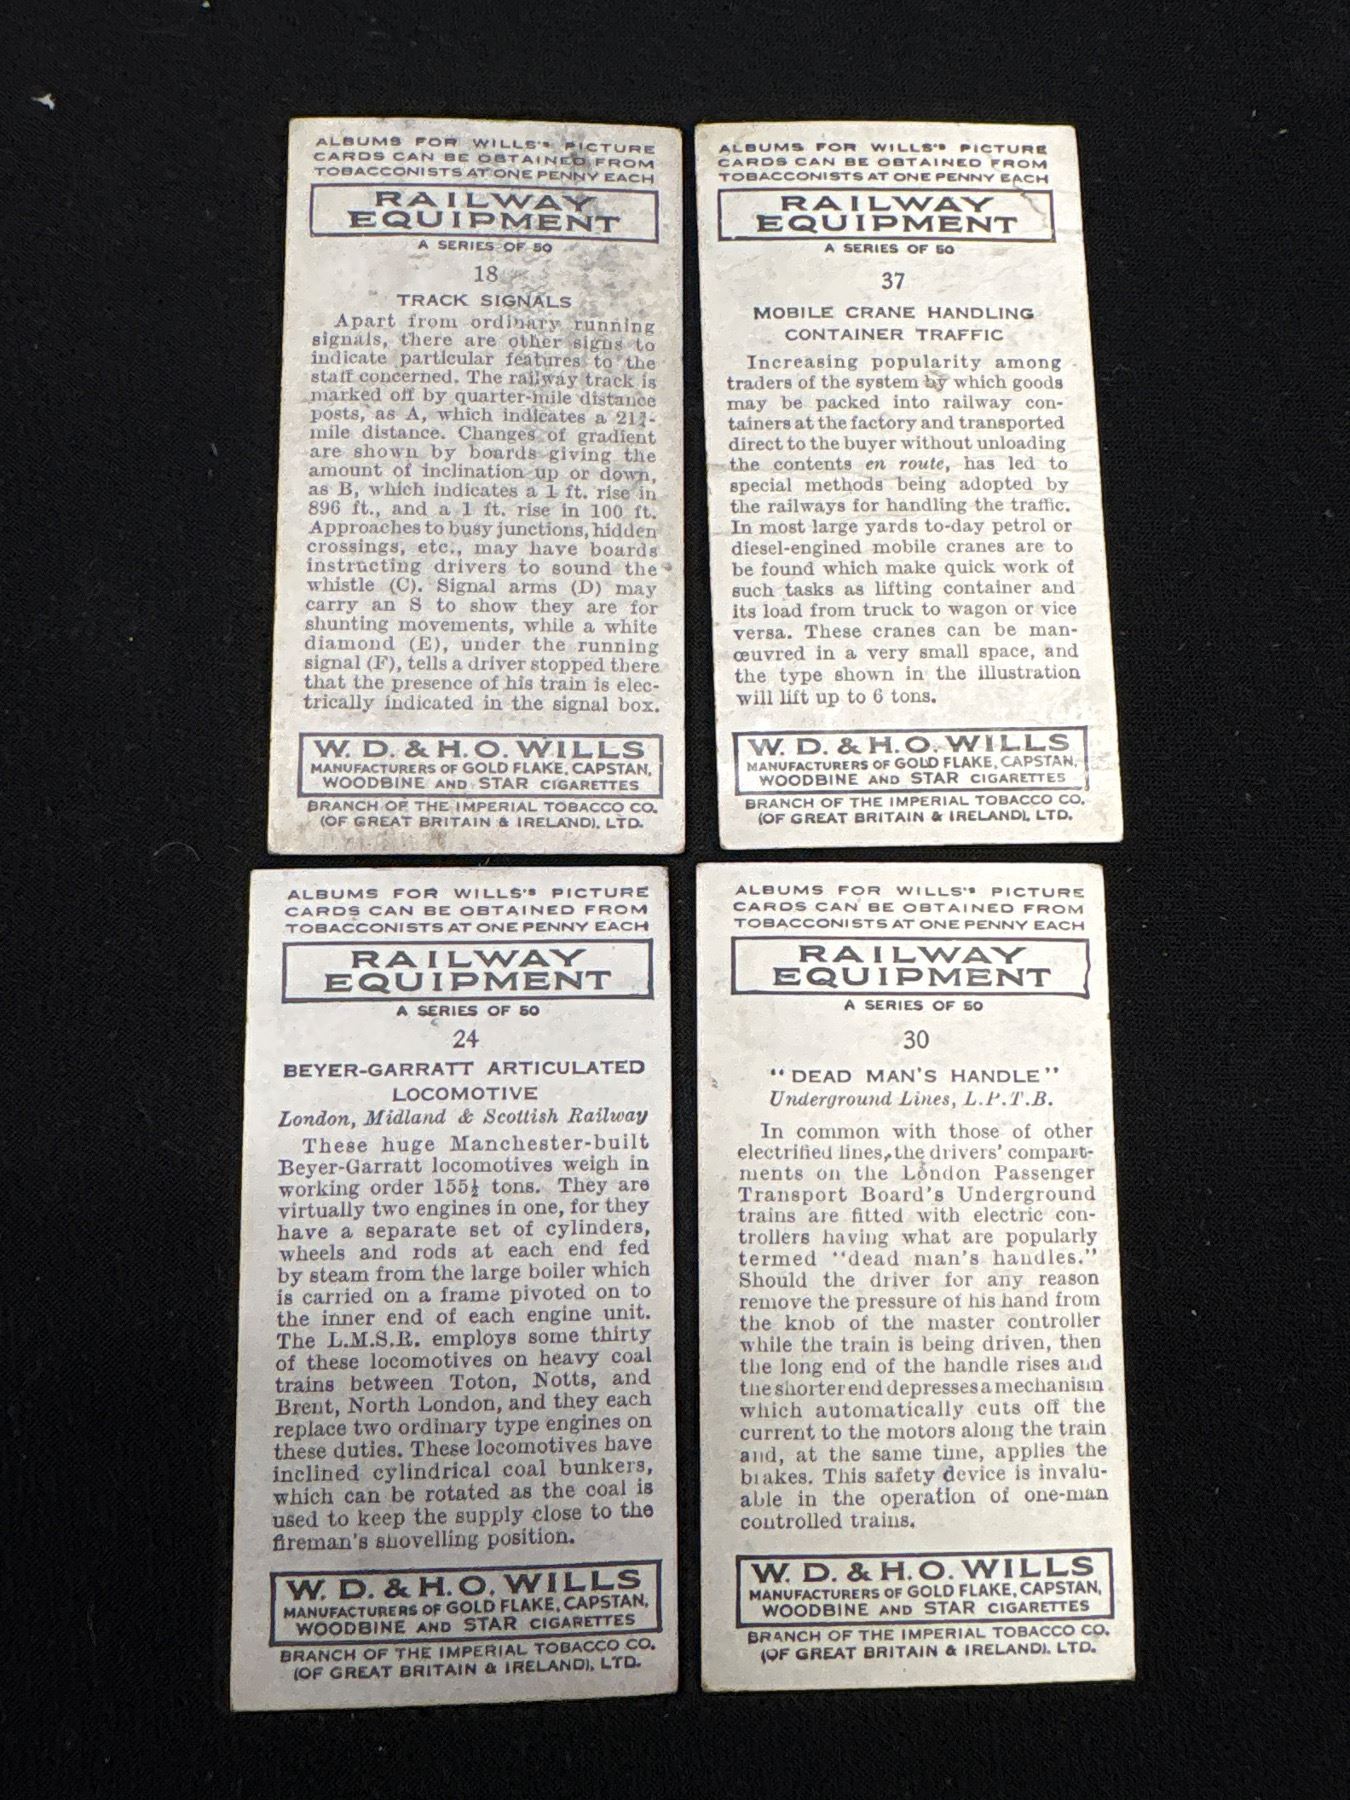 ALBUMS FOR WILLS'S PICTURE
CARDS CAN BE OBTAINED FROM
TOBACCONISTS AT ONE PENNY EACH
RAILWAY
EQUIPMENT
A SERIES OF 50
18
TRACK SIGNALS
Apart from ordinary running
signals, there are other signs to
indicate particular features to the
staff concerned. The railway track is
marked off by quarter-mile distance
posts, as A, which indicates a 21¾-
mile distance. Changes of gradient
are shown by boards giving the
amount of inclination up or down,
as B, which indicates a 1 ft. rise in
896 ft., and a 1 ft. rise in 100 ft.
Approaches to busy junctions, hidden
crossings, etc., may have boards
instructing drivers to sound the
whistle (C). Signal arms (D) may
carry an S to show they are for
shunting movements, while a white
diamond (E), under the running
signal (F), tells a driver stopped there
that the presence of his train is elec-
trically indicated in the signal box.
W. D. & H. O. WILLS
MANUFACTURERS OF GOLD FLAKE, CAPSTAN,
WOODBINE AND STAR CIGARETTES
BRANCH OF THE IMPERIAL TOBACCO CO.
(OF GREAT BRITAIN & IRELAND), LTD.
ALBUMS FOR WILLS'S PICTURE
CARDS CAN BE OBTAINED FROM
TOBACCONISTS AT ONE PENNY EACH
RAILWAY
EQUIPMENT
A SERIES OF 50
37
MOBILE CRANE HANDLING
CONTAINER TRAFFIC
Increasing popularity among
traders of the system by which goods
may be packed into railway con-
tainers at the factory and transported
direct to the buyer without unloading
the contents en route, has led to
special methods being adopted by
the railways for handling the traffic.
In most large yards to-day petrol or
diesel-engined mobile cranes are to
be found which make quick work of
such tasks as lifting container and
its load from truck to wagon or vice
versa. These cranes can be man-
œuvred in a very small space, and
the type shown in the illustration
will lift up to 6 tons.
W. D. & H. O. WILLS
MANUFACTURERS OF GOLD FLAKE, CAPSTAN,
WOODBINE AND STAR CIGARETTES
BRANCH OF THE IMPERIAL TOBACCO CO.
(OF GREAT BRITAIN & IRELAND), LTD.
ALBUMS FOR WILLS'S PICTURE
CARDS CAN BE OBTAINED FROM
TOBACCONISTS AT ONE PENNY EACH
RAILWAY
EQUIPMENT
A SERIES OF 50
24
BEYER-GARRATT ARTICULATED
LOCOMOTIVE
London, Midland & Scottish Railway
These huge Manchester-built
Beyer-Garratt locomotives weigh in
working order 155½ tons. They are
virtually two engines in one, for they
have a separate set of cylinders,
wheels and rods at each end fed
by steam from the large boiler which
is carried on a frame pivoted on to
the inner end of each engine unit.
The L.M.S.R. employs some thirty
of these locomotives on heavy coal
trains between Toton, Notts, and
Brent, North London, and they each
replace two ordinary type engines on
these duties. These locomotives have
inclined cylindrical coal bunkers,
which can be rotated as the coal is
used to keep the supply close to the
fireman's shovelling position.
W. D. & H. O. WILLS
MANUFACTURERS OF GOLD FLAKE, CAPSTAN,
WOODBINE AND STAR CIGARETTES
BRANCH OF THE IMPERIAL TOBACCO CO.
(OF GREAT BRITAIN & IRELAND), LTD.
ALBUMS FOR WILLS'S PICTURE
CARDS CAN BE OBTAINED FROM
TOBACCONISTS AT ONE PENNY EACH
RAILWAY
EQUIPMENT
A SERIES OF 50
30
"DEAD MAN'S HANDLE"
Underground Lines, L.P.T.B.
In common with those of other
electrified lines, the drivers' compart-
ments on the London Passenger
Transport Board's Underground
trains are fitted with electric con-
trollers having what are popularly
termed "dead man's handles."
Should the driver for any reason
remove the pressure of his hand from
the knob of the master controller
while the train is being driven, then
the long end of the handle rises and
the shorter end depresses a mechanism
which automatically cuts off the
current to the motors along the train
and, at the same time, applies the
brakes. This safety device is invalu-
able in the operation of one-man
controlled trains.
W. D. & H. O. WILLS
MANUFACTURERS OF GOLD FLAKE, CAPSTAN,
WOODBINE AND STAR CIGARETTES
BRANCH OF THE IMPERIAL TOBACCO CO.
(OF GREAT BRITAIN & IRELAND), LTD.